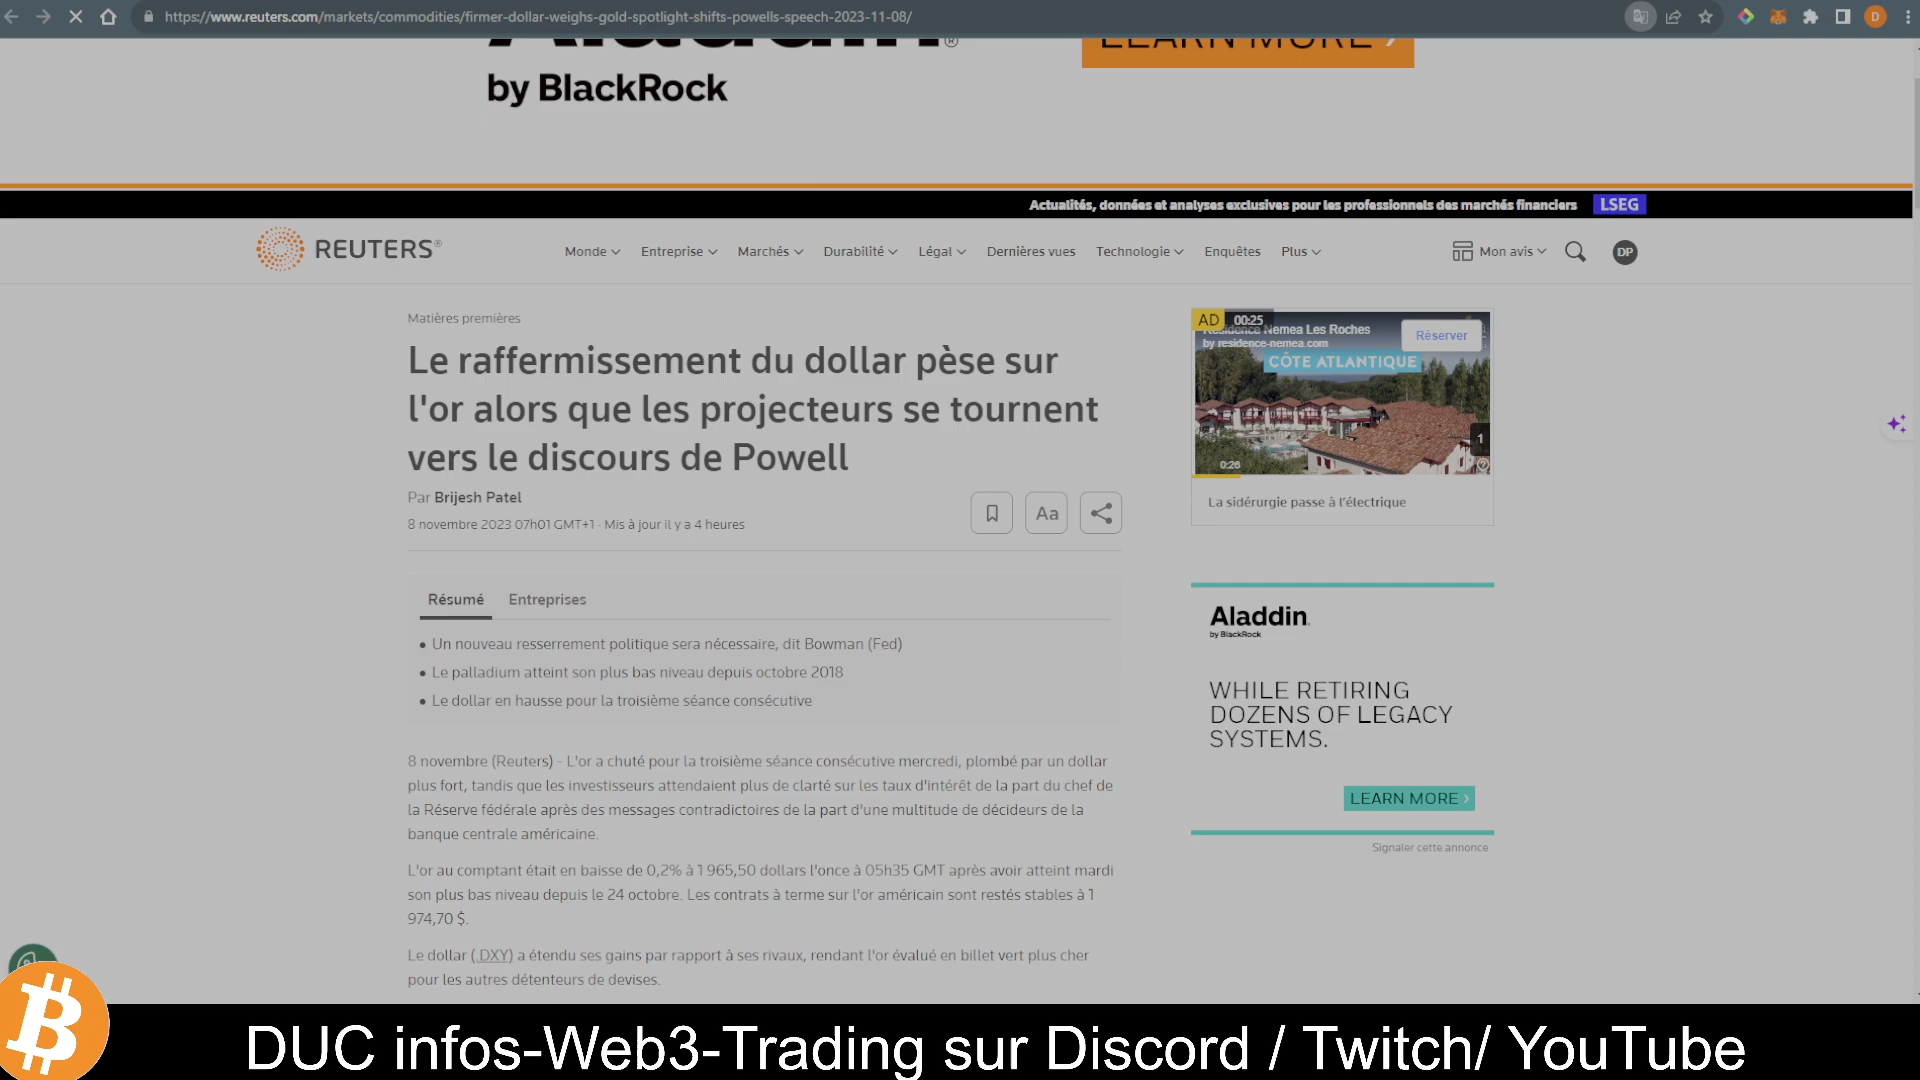 https://www.reuters.com/markets/commodities/firmer-dollar-weighs-gold-spotlight-shifts-powells-speech-2023-11-08/
D
LEARN MORE
by BlackRock
Actualités, données et analyses exclusives pour les professionnels des marchés financiers LSEG
REUTERS®
Monde Entreprise Marchés Durabilité Légal Dernières vues Technologie Enquêtes Plus Mon avis DP
Matières premières
Le raffermissement du dollar pèse sur
l'or alors que les projecteurs se tournent
vers le discours de Powell
Par Brijesh Patel
8 novembre 2023 07h01 GMT+1 · Mis à jour il y a 4 heures
Aa
AD 00:25
Residence Nemea Les Roches
by residence-nemea.com
Réserver
CÔTE ATLANTIQUE
1
0:26
La sidérurgie passe à l'électrique
Résumé Entreprises
• Un nouveau resserrement politique sera nécessaire, dit Bowman (Fed)
• Le palladium atteint son plus bas niveau depuis octobre 2018
• Le dollar en hausse pour la troisième séance consécutive
8 novembre (Reuters) - L'or a chuté pour la troisième séance consécutive mercredi, plombé par un dollar
plus fort, tandis que les investisseurs attendaient plus de clarté sur les taux d'intérêt de la part du chef de
la Réserve fédérale après des messages contradictoires de la part d'une multitude de décideurs de la
banque centrale américaine.
L'or au comptant était en baisse de 0,2% à 1 965,50 dollars l'once à 05h35 GMT après avoir atteint mardi
son plus bas niveau depuis le 24 octobre. Les contrats à terme sur l'or américain sont restés stables à 1
974,70 $.
Le dollar (.DXY) a étendu ses gains par rapport à ses rivaux, rendant l'or évalué en billet vert plus cher
pour les autres détenteurs de devises.
Aladdin
by BlackRock
WHILE RETIRING
DOZENS OF LEGACY
SYSTEMS.
LEARN MORE
Signaler cette annonce
DUC infos-Web3-Trading sur Discord / Twitch/ YouTube